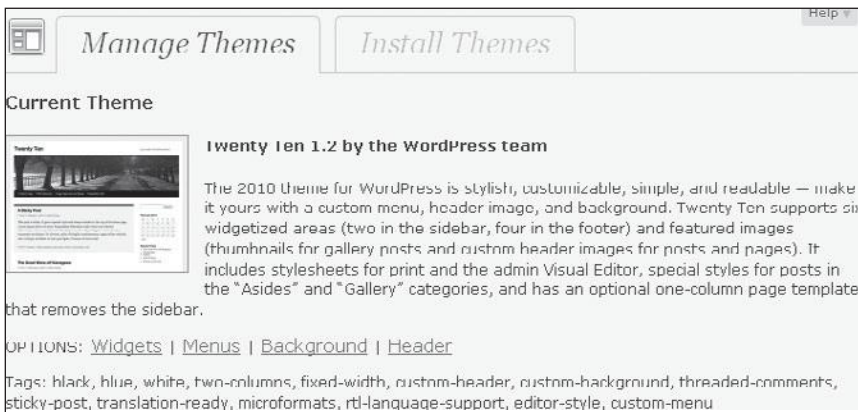 Help
Manage Themes
Install Themes
Current Theme
Twenty Ten
Twenty Ten 1.2 by the WordPress team
The 2010 theme for WordPress is stylish, customizable, simple, and readable — make
it yours with a custom menu, header image, and background. Twenty Ten supports six
widgetized areas (two in the sidebar, four in the footer) and featured images
(thumbnails for gallery posts and custom header images for posts and pages). It
includes stylesheets for print and the admin Visual Editor, special styles for posts in
the “Asides” and “Gallery” categories, and has an optional one-column page template
that removes the sidebar.
OPTIONS: Widgets | Menus | Background | Header
Tags: black, blue, white, two-columns, fixed-width, custom-header, custom-background, threaded-comments,
sticky-post, translation-ready, microformats, rtl-language-support, editor-style, custom-menu